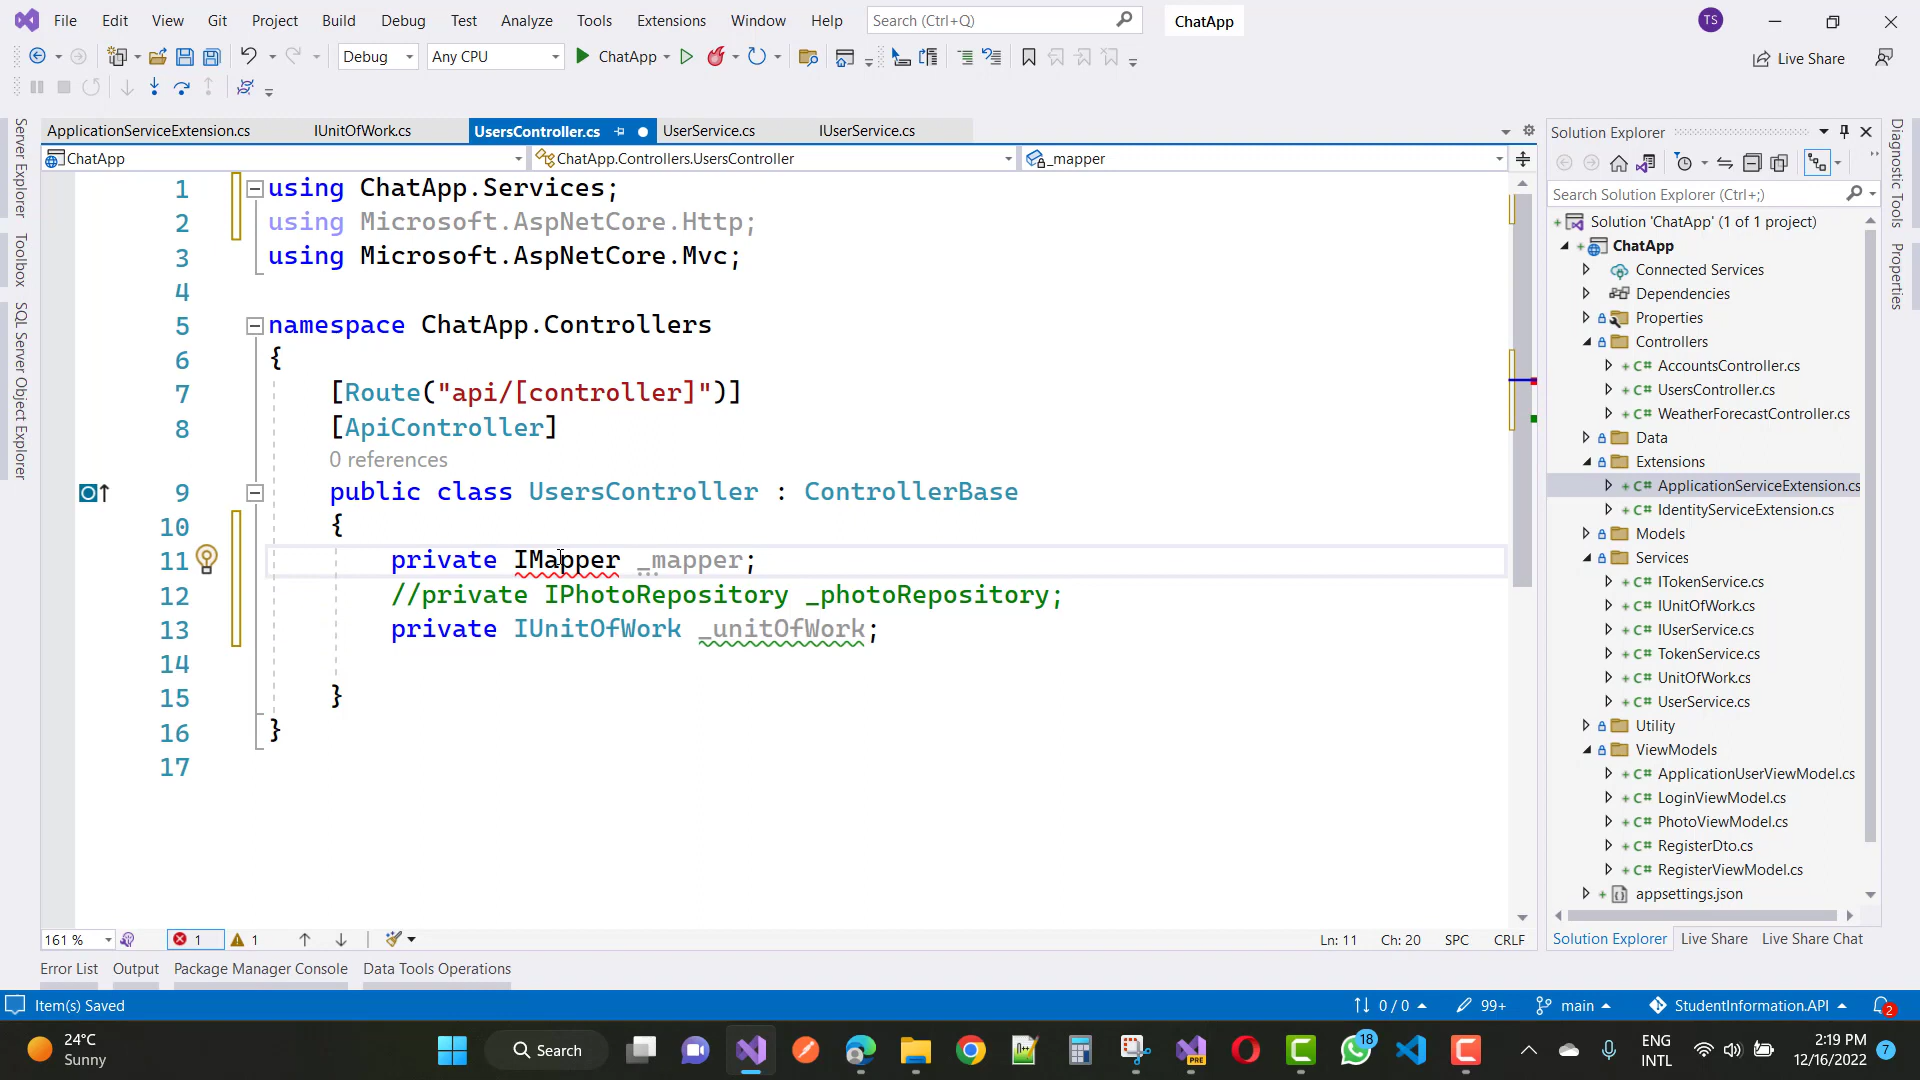 File Edit View Git Project Build Debug Test Analyze Tools Extensions Window Help Search (Ctrl+Q) ChatApp TS
Debug Any CPU ChatApp Live Share
ApplicationServiceExtension.cs IUnitOfWork.cs UsersController.cs UserService.cs IUserService.cs
ChatApp ChatApp.Controllers.UsersController _mapper
1 using ChatApp.Services;
2 using Microsoft.AspNetCore.Http;
3 using Microsoft.AspNetCore.Mvc;
4
5 namespace ChatApp.Controllers
6 {
7 [Route("api/[controller]")]
8 [ApiController]
0 references
9 public class UsersController : ControllerBase
10 {
11 private IMapper _mapper;
12 //private IPhotoRepository _photoRepository;
13 private IUnitOfWork _unitOfWork;
14
15 }
16 }
17
161 % 1 1 Ln: 11 Ch: 20 SPC CRLF
Server Explorer
Toolbox
SQL Server Object Explorer
Solution Explorer
Search Solution Explorer (Ctrl+;)
Solution 'ChatApp' (1 of 1 project)
ChatApp
Connected Services
Dependencies
Properties
Controllers
C# AccountsController.cs
C# UsersController.cs
C# WeatherForecastController.cs
Data
Extensions
C# ApplicationServiceExtension.cs
C# IdentityServiceExtension.cs
Models
Services
C# ITokenService.cs
C# IUnitOfWork.cs
C# IUserService.cs
C# TokenService.cs
C# UnitOfWork.cs
C# UserService.cs
Utility
ViewModels
C# ApplicationUserViewModel.cs
C# LoginViewModel.cs
C# PhotoViewModel.cs
C# RegisterDto.cs
C# RegisterViewModel.cs
appsettings.json
Solution Explorer Live Share Live Share Chat
Diagnostic Tools
Properties
Error List Output Package Manager Console Data Tools Operations
Item(s) Saved 0 / 0 99+ main StudentInformation.API 2
24°C
Sunny
Search
PRE
18
ENG
INTL
2:19 PM
12/16/2022
7